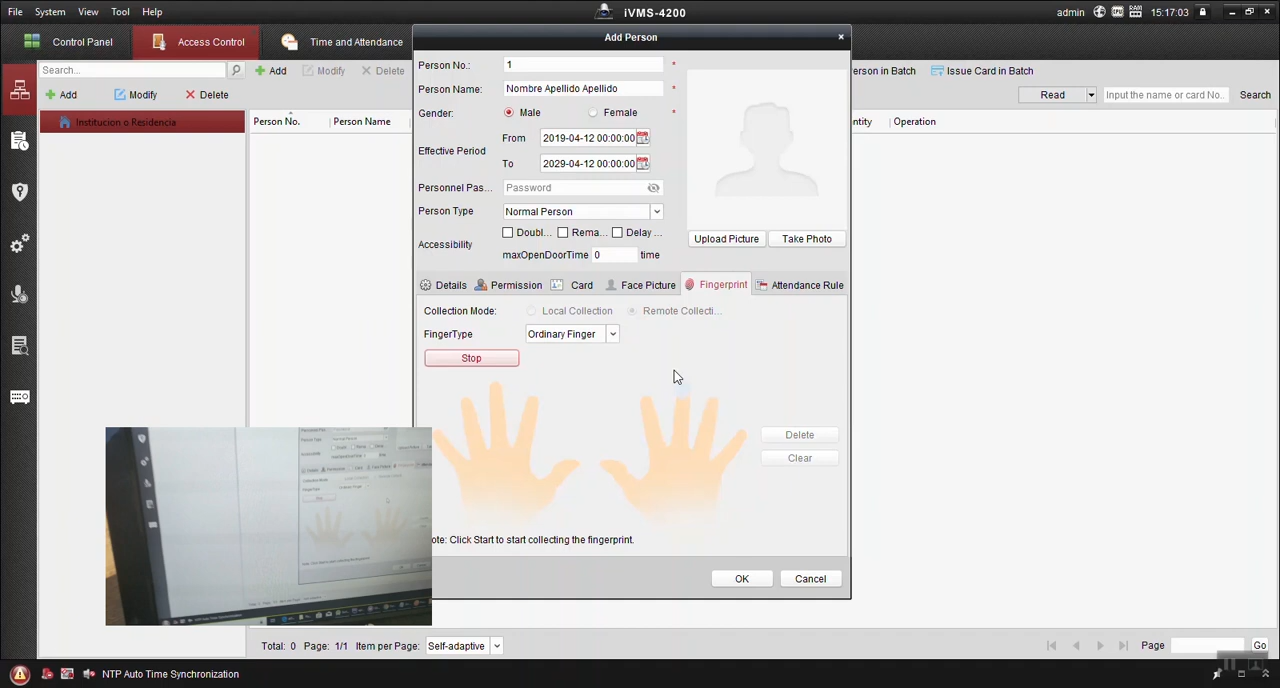 File System View Tool Help
iVMS-4200
admin 15:17:03
Control Panel
Access Control
Time and Attendance
Add Person
Search...
Add Modify Delete
Person in Batch Issue Card in Batch
Add Modify Delete
Read Input the name or card No. Search
Institucion o Residencia
Person No. Person Name
Operation
Person No.: 1 *
Person Name: Nombre Apellido Apellido *
Gender: Male Female *
Effective Period
From 2019-04-12 00:00:00
To 2029-04-12 00:00:00
Personnel Pas... Password
Person Type Normal Person
Accessibility Doubl... Rema... Delay ...
maxOpenDoorTime 0 time
Upload Picture Take Photo
Details Permission Card Face Picture Fingerprint Attendance Rule
Collection Mode: Local Collection Remote Collecti...
FingerType Ordinary Finger
Stop
Delete
Clear
ote: Click Start to start collecting the fingerprint.
OK Cancel
Total: 0 Page: 1/1 Item per Page: Self-adaptive
Page Go
NTP Auto Time Synchronization